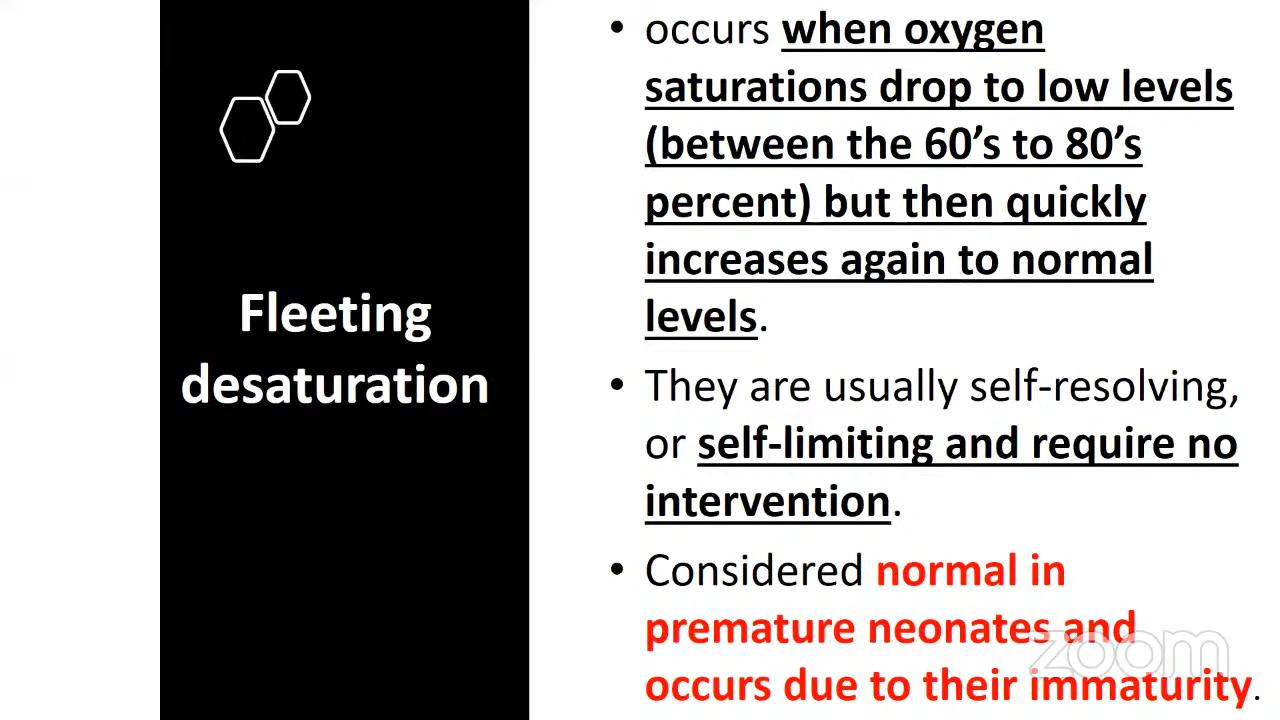 Fleeting
desaturation
• occurs when oxygen
saturations drop to low levels
(between the 60’s to 80’s
percent) but then quickly
increases again to normal
levels.
• They are usually self-resolving,
or self-limiting and require no
intervention.
• Considered normal in
premature neonates and
occurs due to their immaturity.
zoom